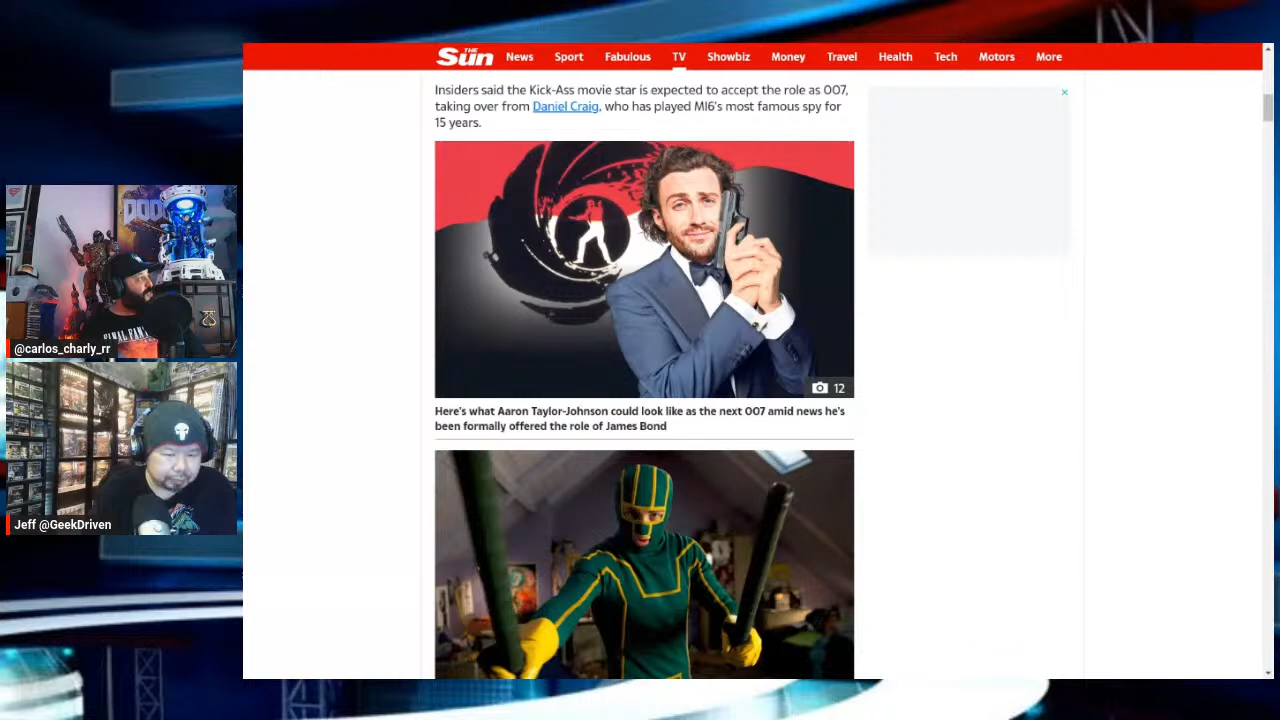 THE Sun News Sport Fabulous TV Showbiz Money Travel Health Tech Motors More
Insiders said the Kick-Ass movie star is expected to accept the role as 007,
taking over from Daniel Craig, who has played MI6's most famous spy for
15 years.
12
Here's what Aaron Taylor-Johnson could look like as the next 007 amid news he's
been formally offered the role of James Bond
DOO
FINAL FAN
@carlos_charly_rr
Jeff @GeekDriven